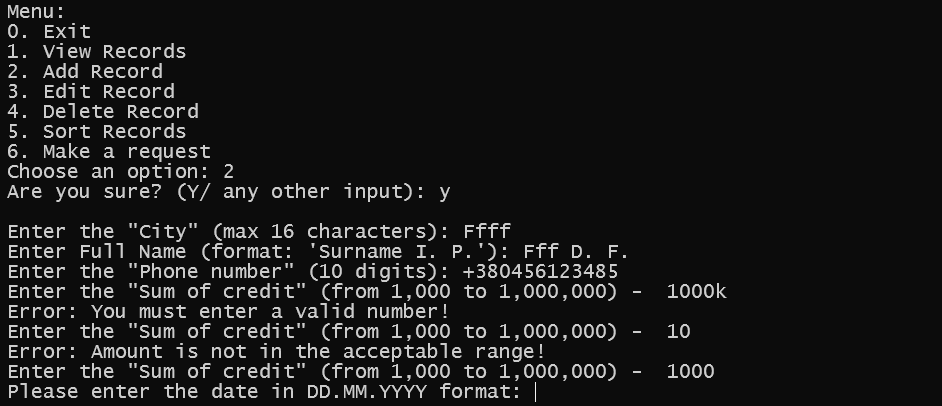 Menu:
0. Exit
1. View Records
2. Add Record
3. Edit Record
4. Delete Record
5. Sort Records
6. Make a request
Choose an option: 2
Are you sure? (Y/ any other input): y
Enter the "City" (max 16 characters): Fffff
Enter Full Name (format: 'Surname I. P.'): Fff D. F.
Enter the "Phone number" (10 digits): +380456123485
Enter the "Sum of credit" (from 1,000 to 1,000,000) -  1000k
Error: You must enter a valid number!
Enter the "Sum of credit" (from 1,000 to 1,000,000) -  10
Error: Amount is not in the acceptable range!
Enter the "Sum of credit" (from 1,000 to 1,000,000) -  1000
Please enter the date in DD.MM.YYYY format: